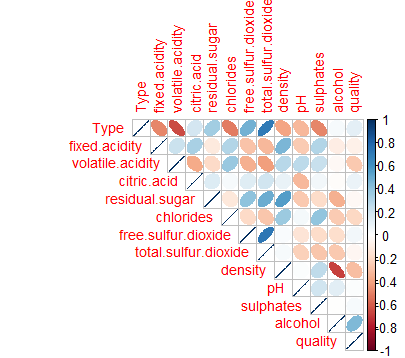 Type
fixed.acidity
volatile.acidity
citric.acid
residual.sugar
chlorides
free.sulfur.dioxide
total.sulfur.dioxide
density
pH
sulphates
alcohol
quality
Type
fixed.acidity
volatile.acidity
citric.acid
residual.sugar
chlorides
free.sulfur.dioxide
total.sulfur.dioxide
density
pH
sulphates
alcohol
quality
1
0.8
0.6
0.4
0.2
0
-0.2
-0.4
-0.6
-0.8
-1